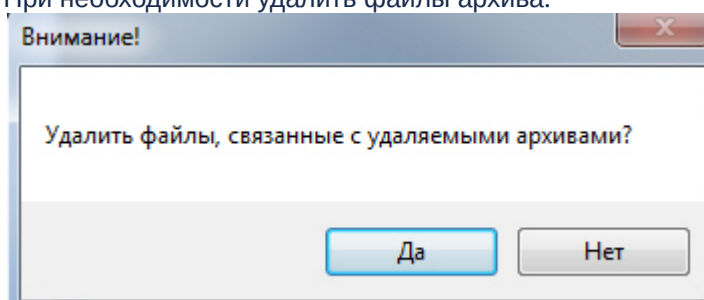 При необходимости удалить файлы архива.
Внимание!
Удалить файлы, связанные с удаляемыми архивами?
Да
Нет